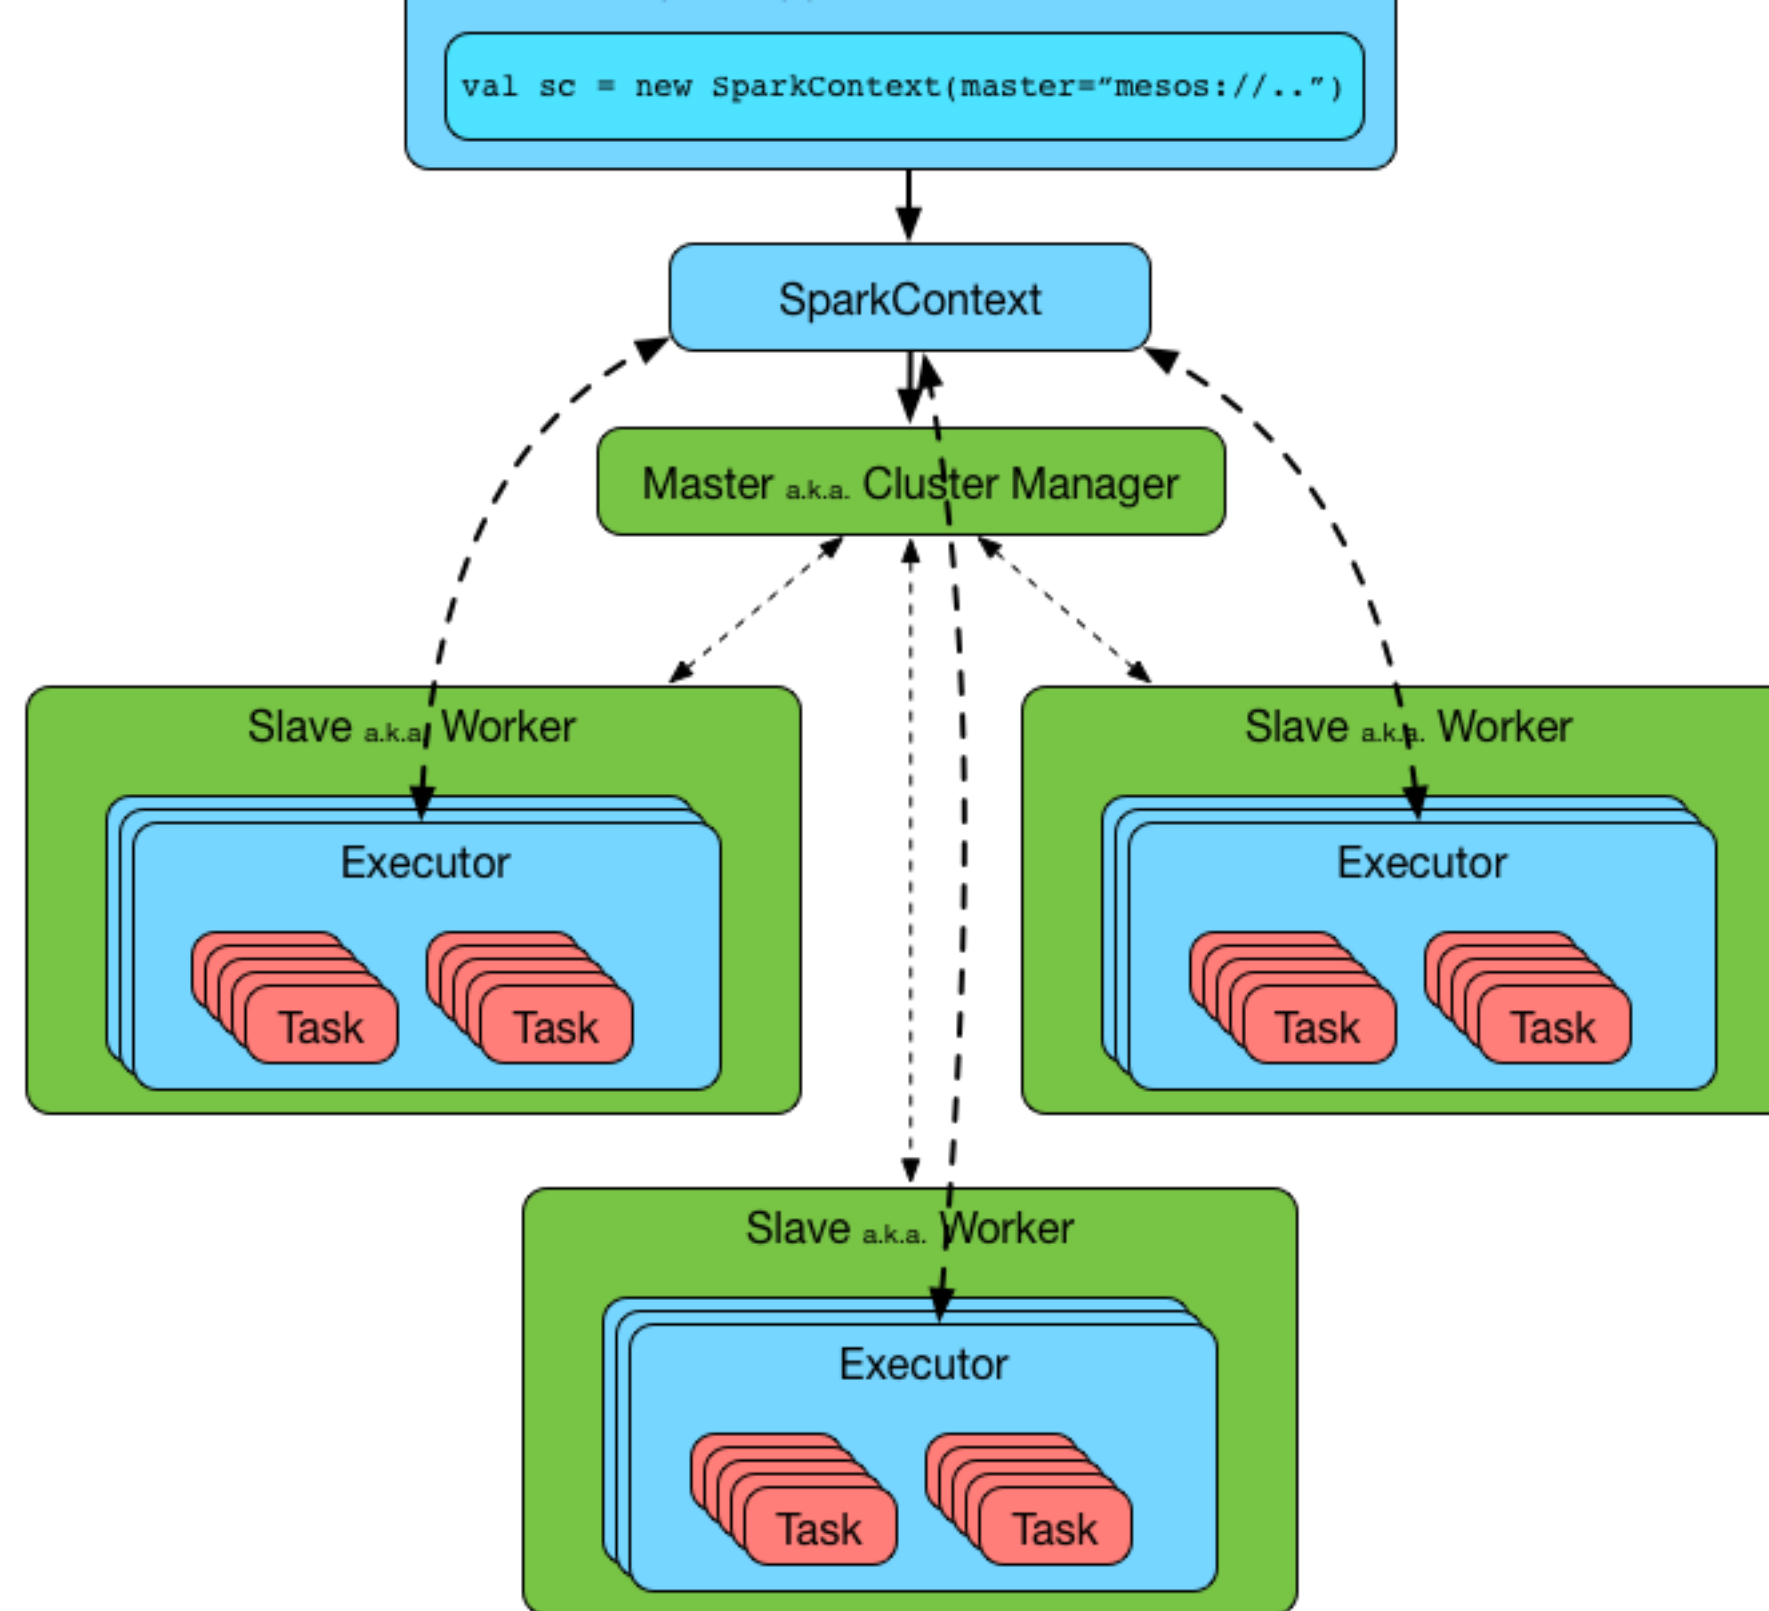 val sc = new SparkContext(master=”mesos://..”)
SparkContext
Master a.k.a. Cluster Manager
Slave a.k.a. Worker
Executor
Task Task
Slave a.k.a. Worker
Executor
Task Task
Slave a.k.a. Worker
Executor
Task Task